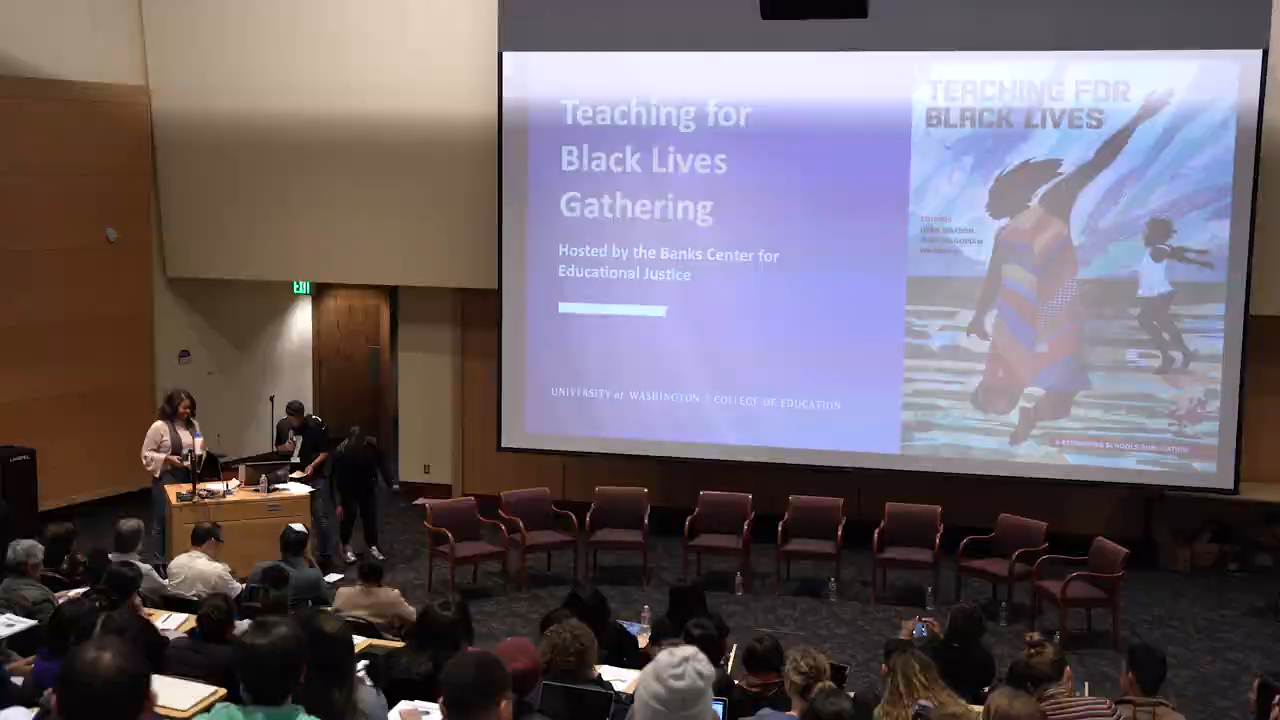 Teaching for
Black Lives
Gathering
Hosted by the Banks Center for
Educational Justice
UNIVERSITY of WASHINGTON | COLLEGE OF EDUCATION
TEACHING FOR
BLACK LIVES
EXIT